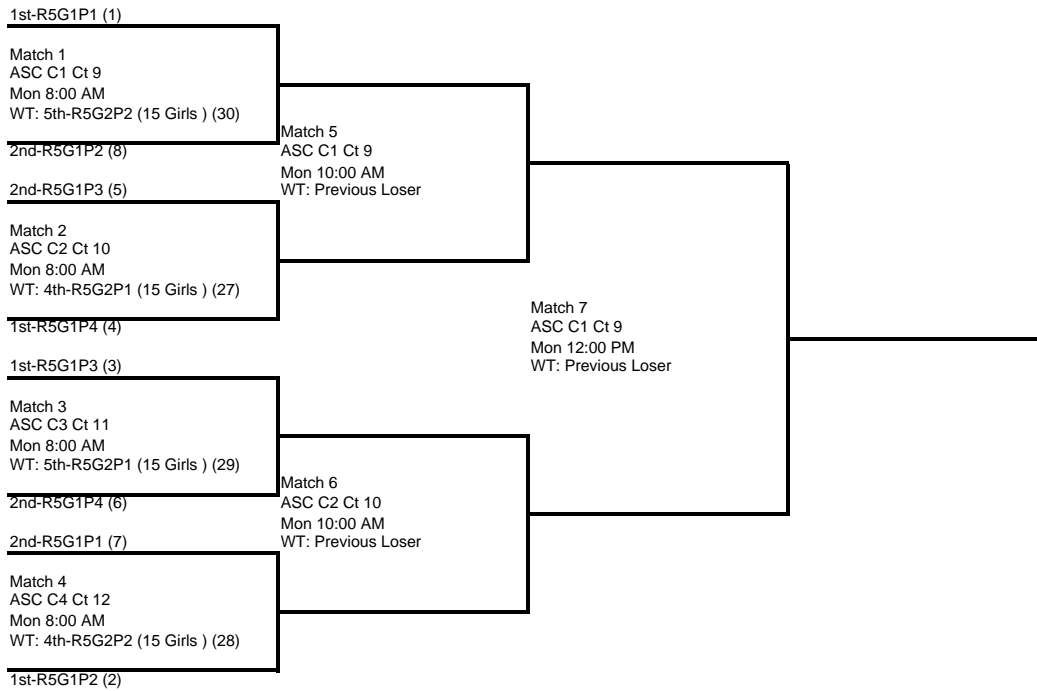 1st-R5G1P1 (1)
Match 1
ASC C1 Ct 9
Mon 8:00 AM
WT: 5th-R5G2P2 (15 Girls ) (30)
2nd-R5G1P2 (8)
2nd-R5G1P3 (5)
Match 2
ASC C2 Ct 10
Mon 8:00 AM
WT: 4th-R5G2P1 (15 Girls ) (27)
1st-R5G1P4 (4)
1st-R5G1P3 (3)
Match 3
ASC C3 Ct 11
Mon 8:00 AM
WT: 5th-R5G2P1 (15 Girls ) (29)
2nd-R5G1P4 (6)
2nd-R5G1P1 (7)
Match 4
ASC C4 Ct 12
Mon 8:00 AM
WT: 4th-R5G2P2 (15 Girls ) (28)
1st-R5G1P2 (2)
Match 5
ASC C1 Ct 9
Mon 10:00 AM
WT: Previous Loser
Match 6
ASC C2 Ct 10
Mon 10:00 AM
WT: Previous Loser
Match 7
ASC C1 Ct 9
Mon 12:00 PM
WT: Previous Loser